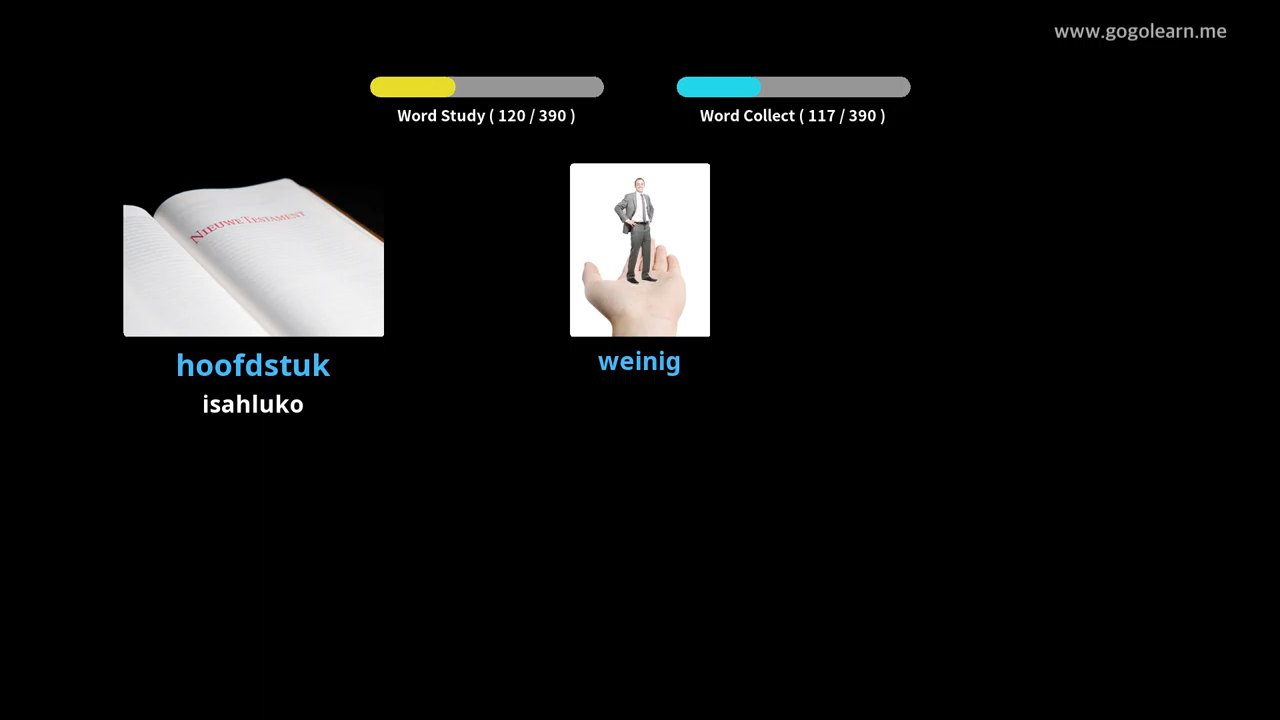 www.gogolearn.me
Word Study ( 120 / 390 )
Word Collect ( 117 / 390 )
NIEUWE TESTAMENT
hoofdstuk
isahluko
weinig